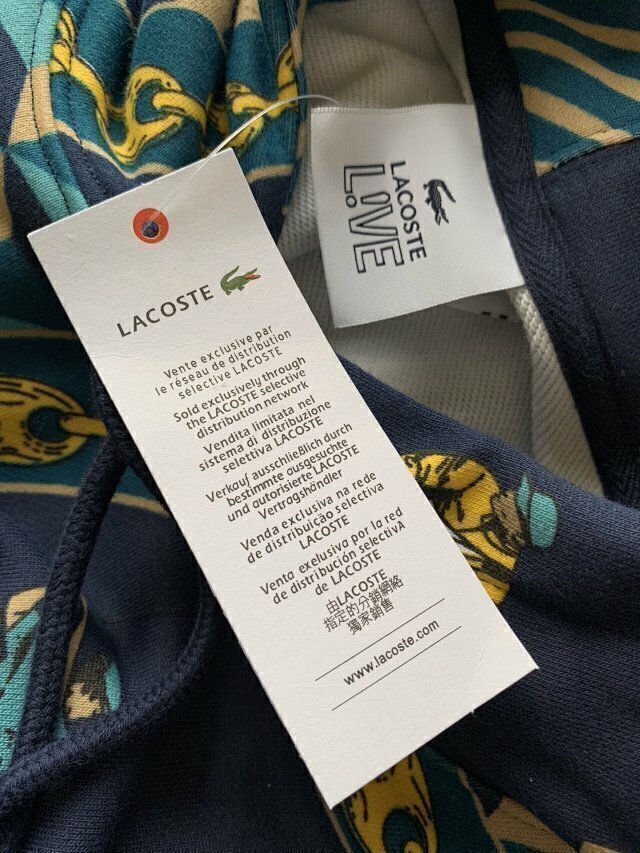 LACOSTE
L!VE
LACOSTE
Vente exclusive par
le réseau de distribution
sélective LACOSTE
Sold exclusively through
the LACOSTE selective
distribution network
Vendita limitata nel
sistema di distribuzione
selettiva LACOSTE
Verkauf ausschließlich durch
bestimmte ausgesuchte
und autorisierte LACOSTE
Vertragshändler
Venda exclusiva na rede
de distribuição selectiva
LACOSTE
Venta exclusiva por la red
de distribución selectivA
de LACOSTE
由LACOSTE
指定的分銷網絡
獨家銷售
www.lacoste.com